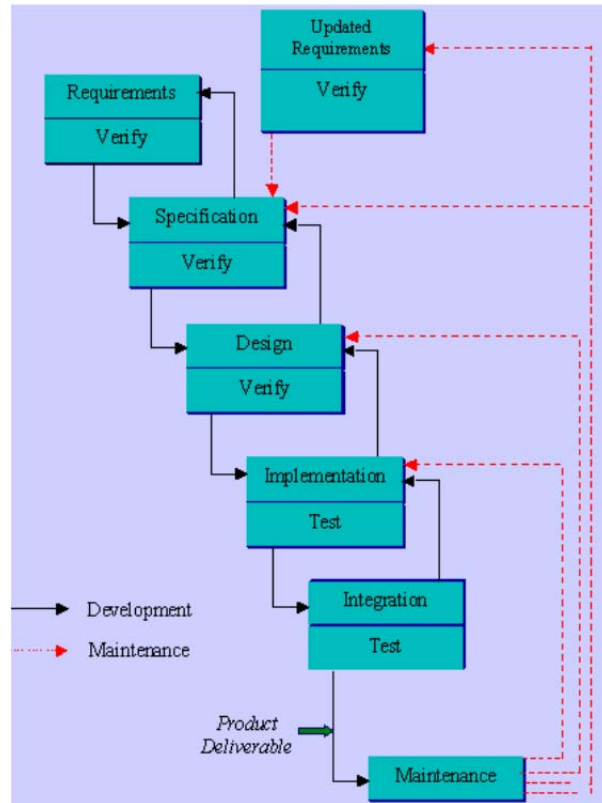 Updated
Requirements
Verify
Requirements
Verify
Specification
Verify
Design
Verify
Implementation
Test
Integration
Test
Development
Maintenance
Product
Deliverable
Maintenance